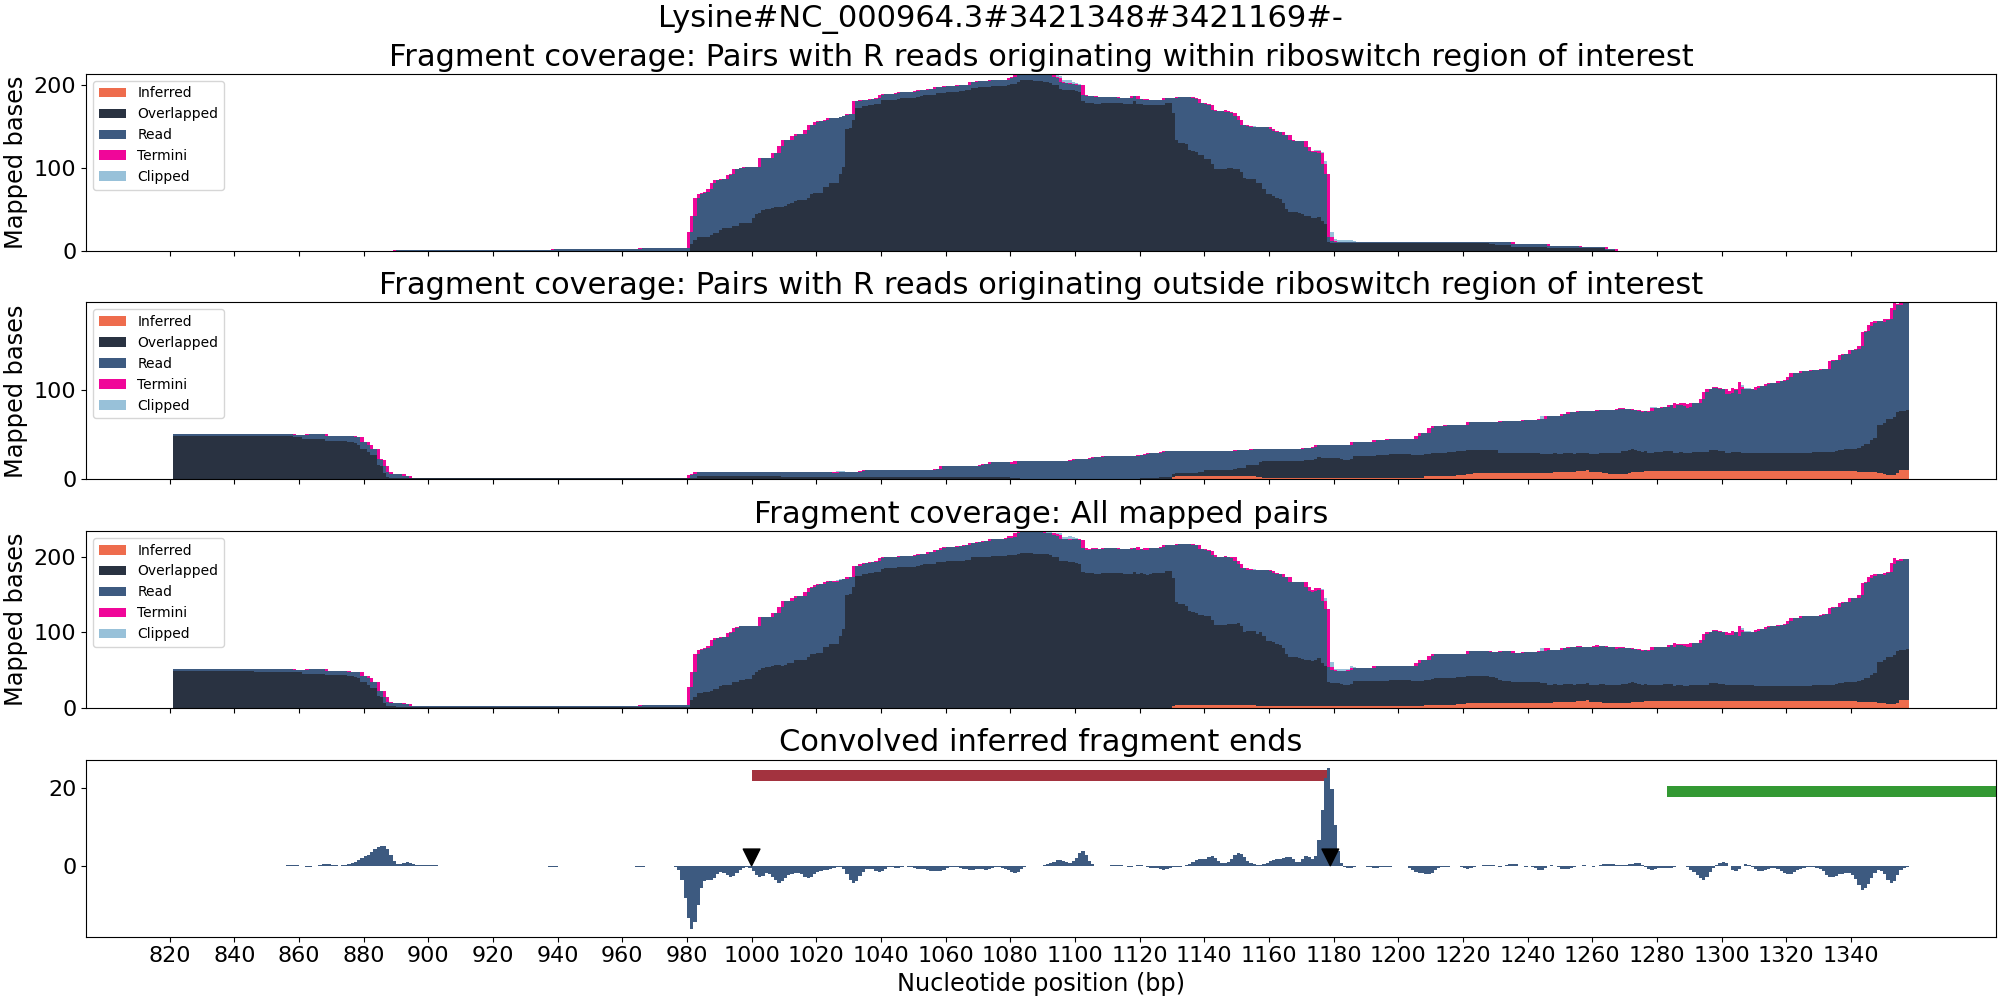 Lysine#NC_000964.3#3421348#3421169#-
Fragment coverage: Pairs with R reads originating within riboswitch region of interest
Mapped bases
200
100
0
Inferred
Overlapped
Read
Termini
Clipped
Fragment coverage: Pairs with R reads originating outside riboswitch region of interest
Mapped bases
100
0
Inferred
Overlapped
Read
Termini
Clipped
Fragment coverage: All mapped pairs
Mapped bases
200
100
0
Inferred
Overlapped
Read
Termini
Clipped
Convolved inferred fragment ends
20
0
820 840 860 880 900 920 940 960 980 1000 1020 1040 1060 1080 1100 1120 1140 1160 1180 1200 1220 1240 1260 1280 1300 1320 1340
Nucleotide position (bp)